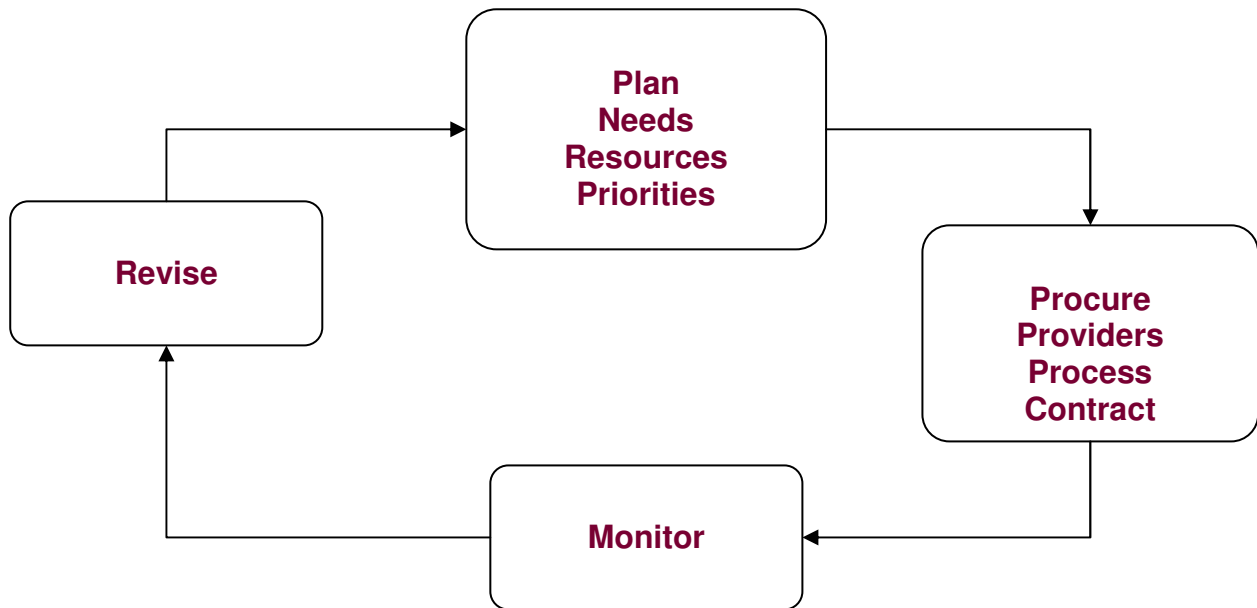 Plan
Needs
Resources
Priorities
Revise
Procure
Providers
Process
Contract
Monitor